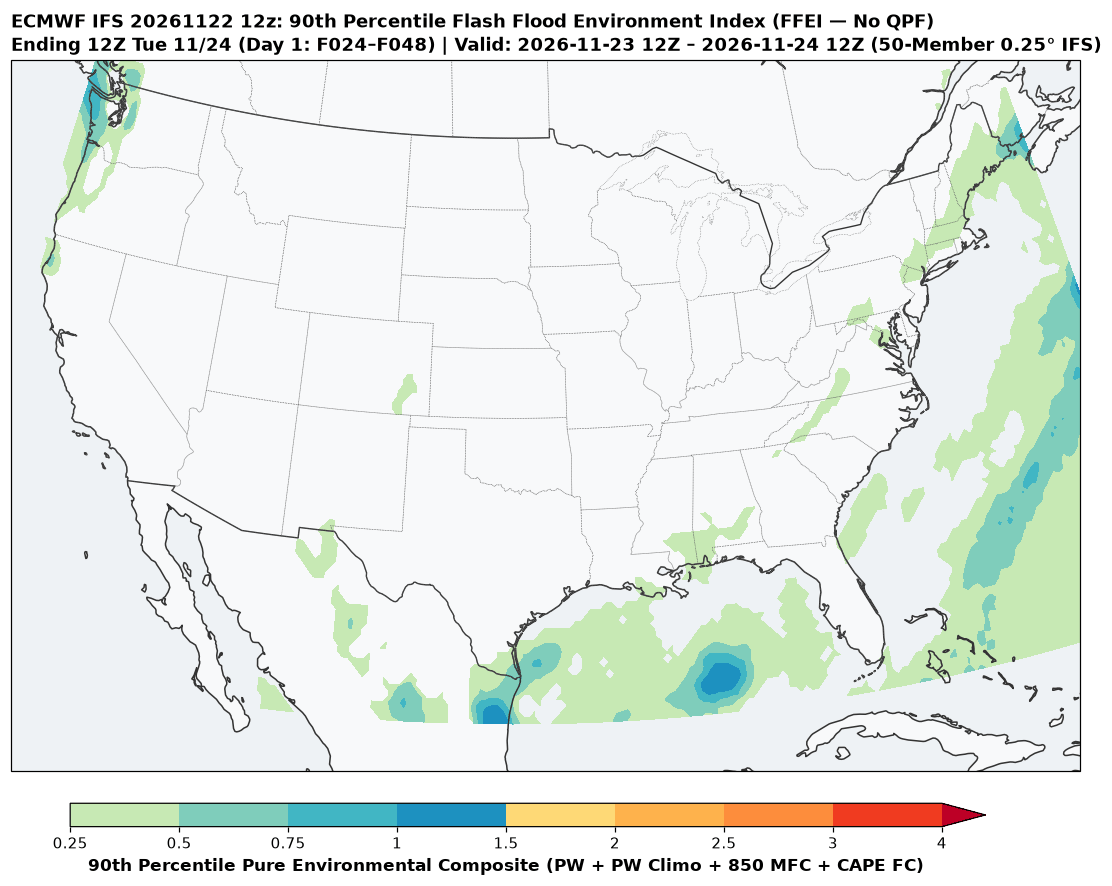 ECMWF IFS 20261122 12z: 90th Percentile Flash Flood Environment Index (FFEI — No QPF)
Ending 12Z Tue 11/24 (Day 1: F024–F048) | Valid: 2026-11-23 12Z – 2026-11-24 12Z (50-Member 0.25° IFS)
0.25 0.5 0.75 1 1.5 2 2.5 3 4
90th Percentile Pure Environmental Composite (PW + PW Climo + 850 MFC + CAPE FC)